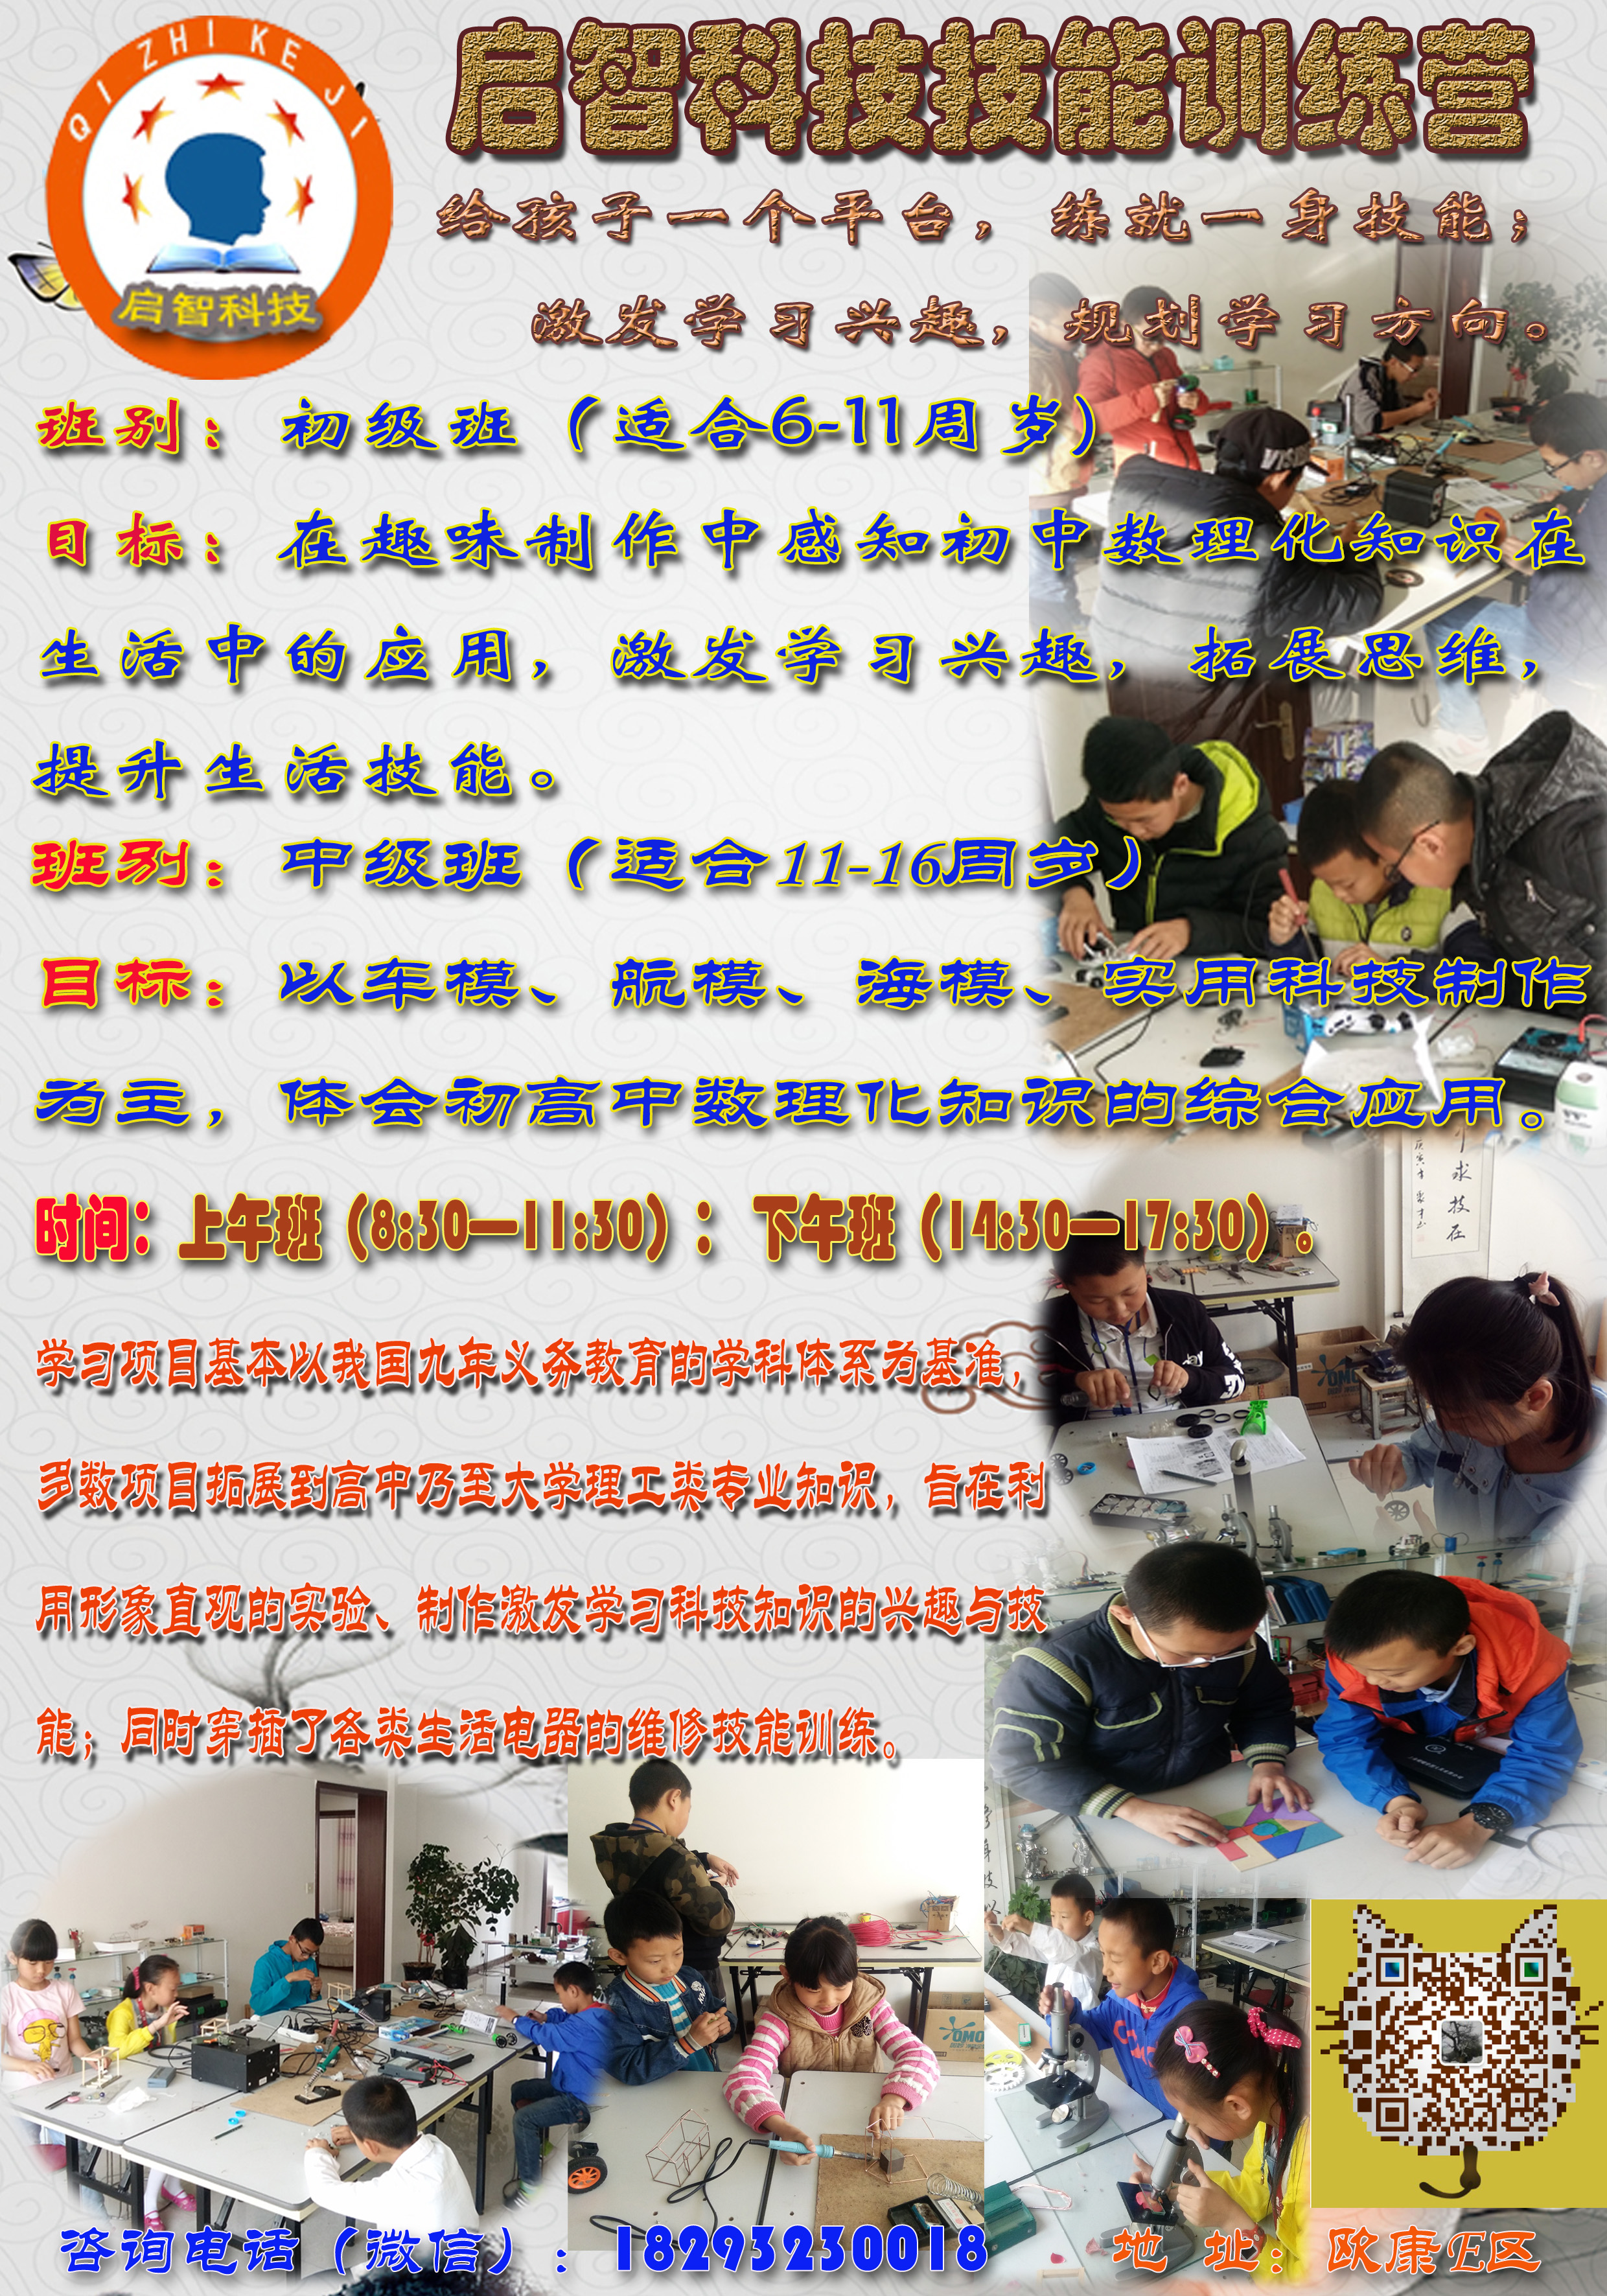 QI ZHI KE JI
启智科技
启智科技技能训练营
给孩子一个平台，练就一身技能；
激发学习兴趣，规划学习方向。
班别：初级班（适合6-11周岁）
目标：在趣味制作中感知初中数理化知识在
生活中的应用，激发学习兴趣，拓展思维，
提升生活技能。
班别：中级班（适合11-16周岁）
目标：以车模、航模、海模、实用科技制作
为主，体会初高中数理化知识的综合应用。
时间：上午班（8:30—11:30）：下午班（14:30—17:30）。
学习项目基本以我国九年义务教育的学科体系为基准，
多数项目拓展到高中乃至大学理工类专业知识，旨在利
用形象直观的实验、制作激发学习科技知识的兴趣与技
能；同时穿插了各类生活电器的维修技能训练。
咨询电话（微信）：18293230018
地 址：欧康E区